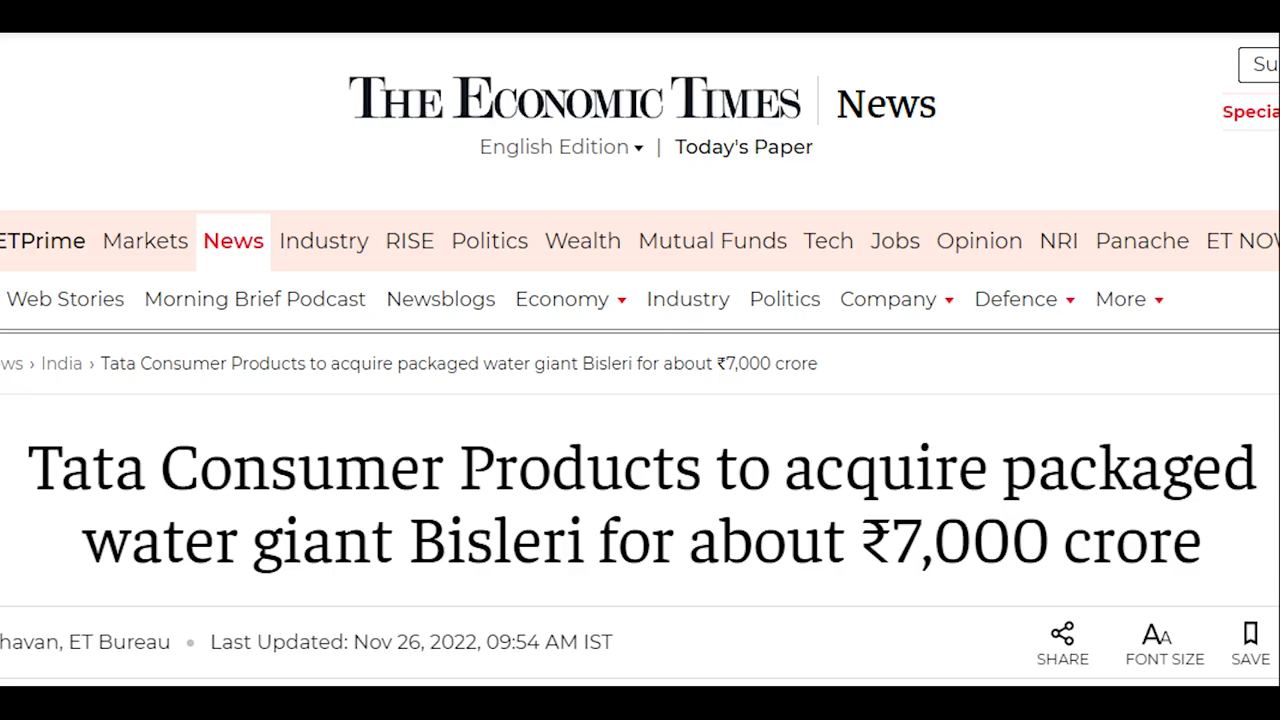 THE ECONOMIC TIMES | News
Su
Specia
English Edition | Today's Paper
ETPrime Markets News Industry RISE Politics Wealth Mutual Funds Tech Jobs Opinion NRI Panache ET NOW
Web Stories Morning Brief Podcast Newsblogs Economy Industry Politics Company Defence More
ws › India › Tata Consumer Products to acquire packaged water giant Bisleri for about ₹7,000 crore
Tata Consumer Products to acquire packaged
water giant Bisleri for about ₹7,000 crore
havan, ET Bureau • Last Updated: Nov 26, 2022, 09:54 AM IST
SHARE AA FONT SIZE SAVE